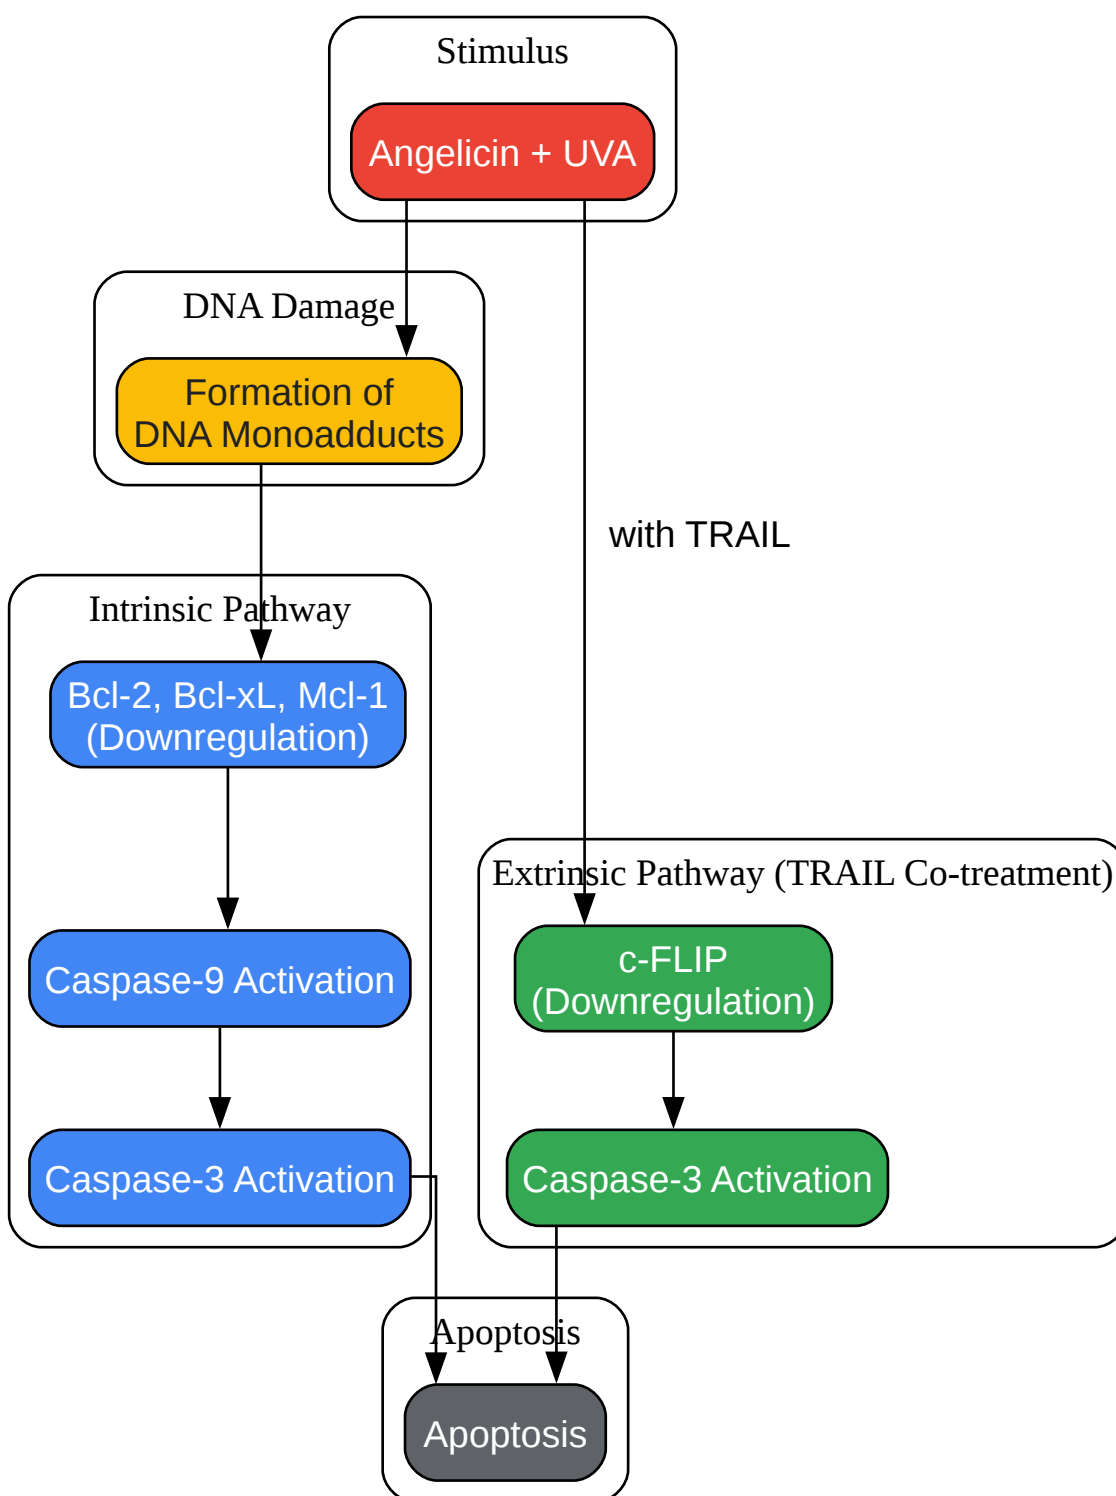 Stimulus
Angelicin + UVA
DNA Damage
Formation of
DNA Monoadducts
with TRAIL
Intrinsic Pathway
Bcl-2, Bcl-xL, Mcl-1
(Downregulation)
Caspase-9 Activation
Caspase-3 Activation
Extrinsic Pathway (TRAIL Co-treatment)
c-FLIP
(Downregulation)
Caspase-3 Activation
Apoptosis
Apoptosis